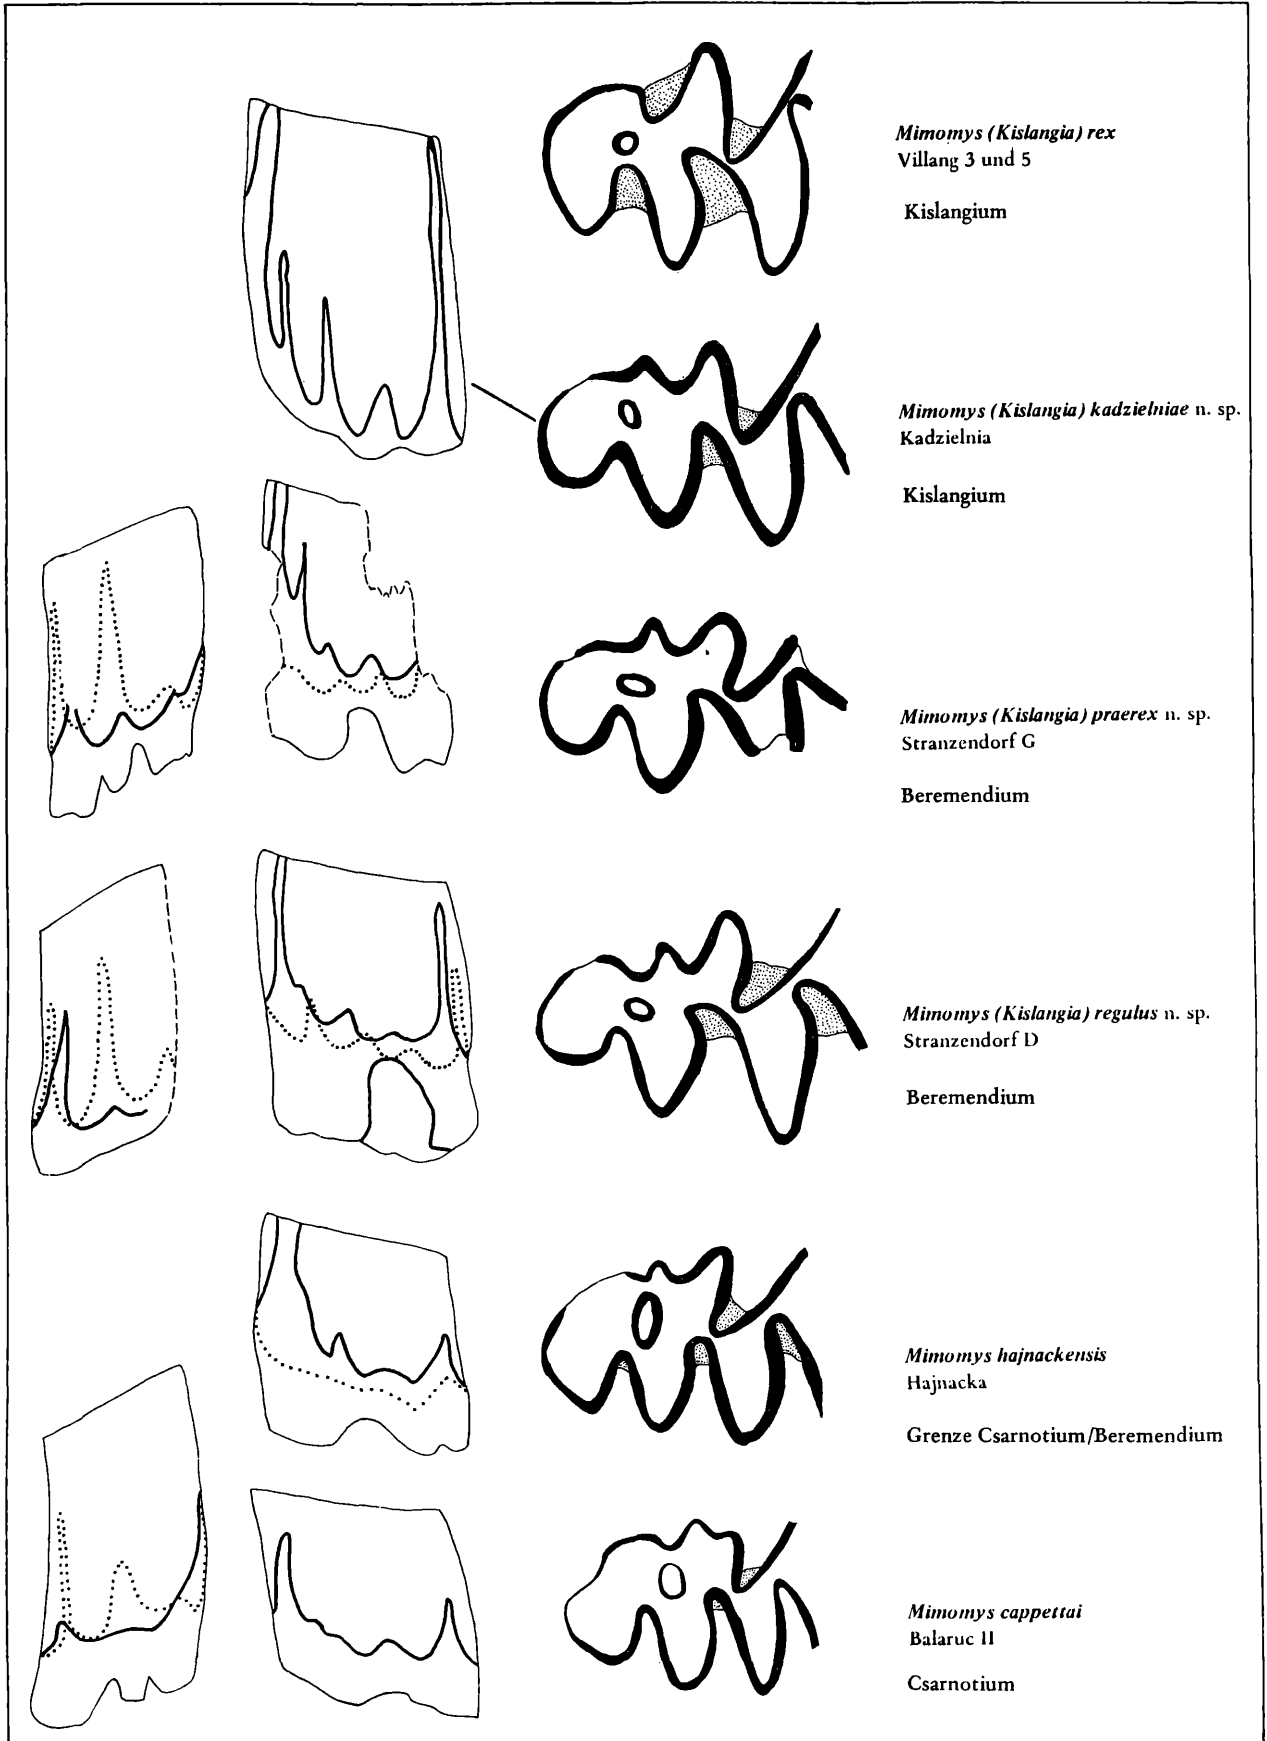 Mimomys (Kislangia) rex
Villang 3 und 5
Kislangium
Mimomys (Kislangia) kadzielniae n. sp.
Kadzielnia
Kislangium
Mimomys (Kislangia) praerex n. sp.
Stranzendorf G
Beremendium
Mimomys (Kislangia) regulus n. sp.
Stranzendorf D
Beremendium
Mimomys hajnackensis
Hajnacka
Grenze Csarnotium/Beremendium
Mimomys cappettai
Balaruc II
Csarnotium